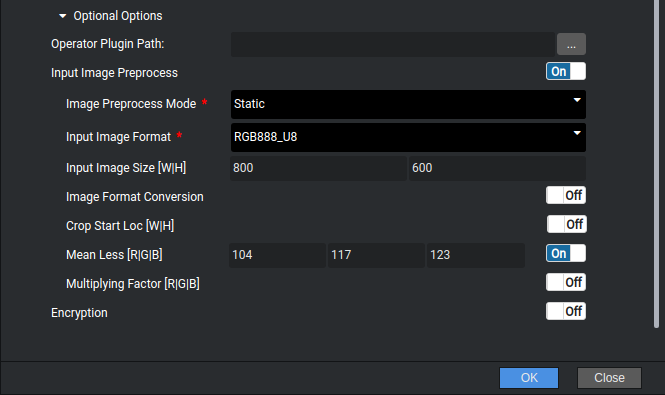 Optional Options
Operator Plugin Path: ...
Input Image Preprocess On
Image Preprocess Mode * Static
Input Image Format * RGB888_U8
Input Image Size [W|H] 800 600
Image Format Conversion Off
Crop Start Loc [W|H] Off
Mean Less [R|G|B] 104 117 123 On
Multiplying Factor [R|G|B] Off
Encryption Off
OK Close